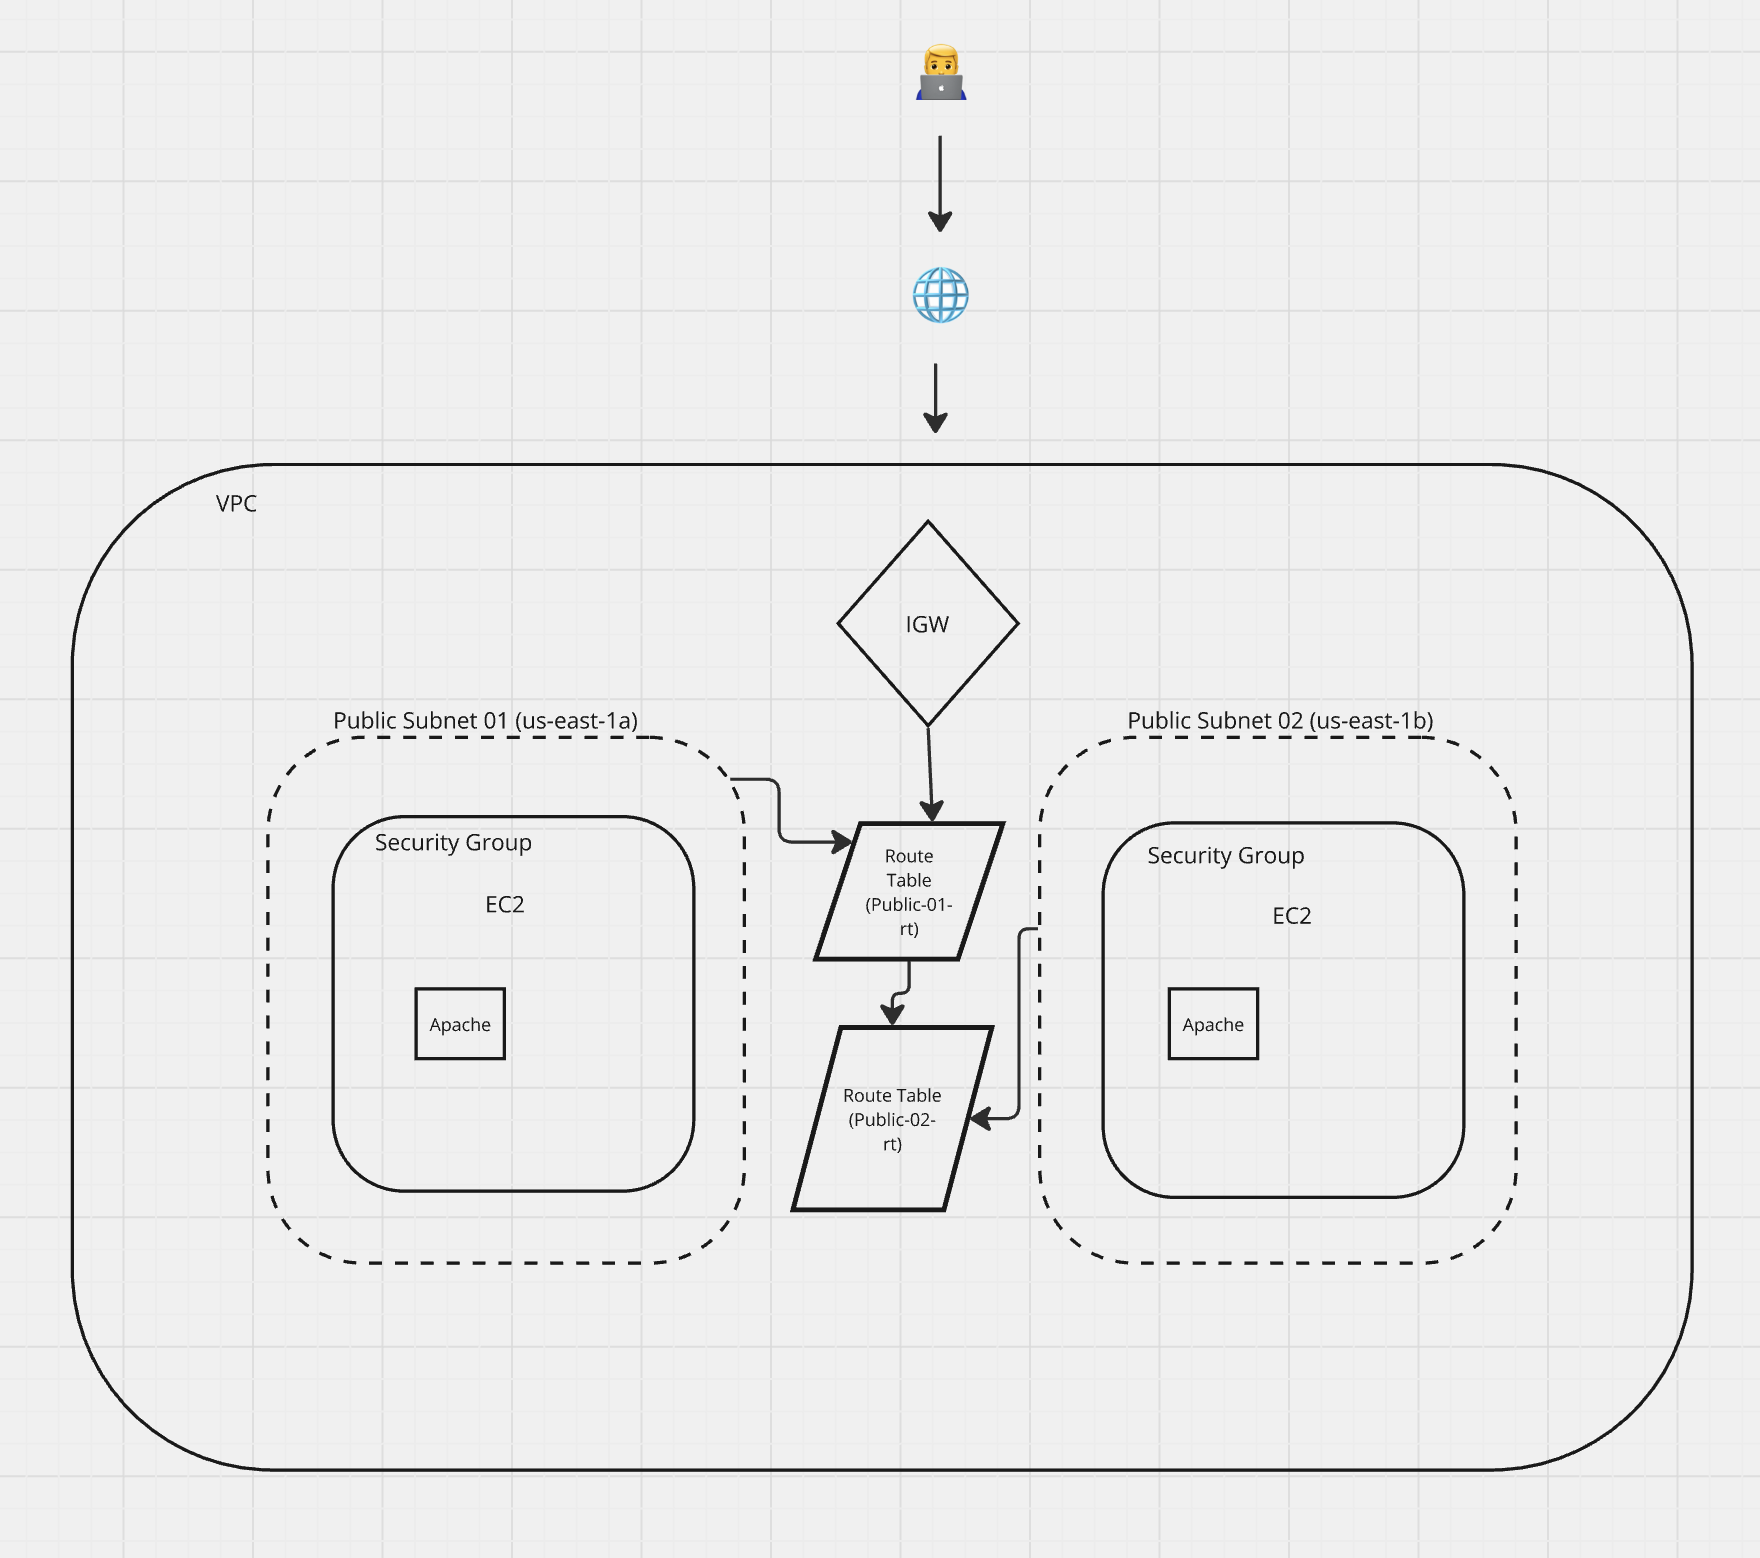 VPC
IGW
Public Subnet 01 (us-east-1a)
Public Subnet 02 (us-east-1b)
Security Group
EC2
Apache
Route
Table
(Public-01-
rt)
Route Table
(Public-02-
rt)
Security Group
EC2
Apache